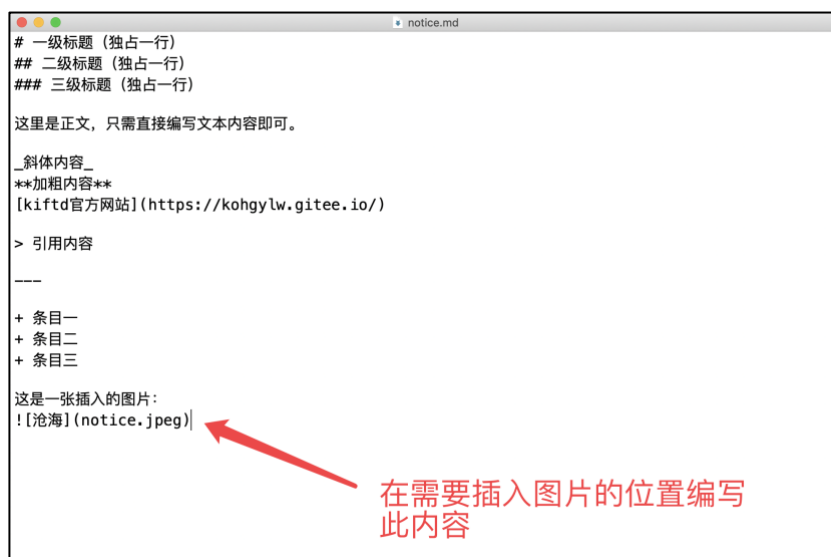 notice.md
# 一级标题（独占一行）
## 二级标题（独占一行）
### 三级标题（独占一行）
这里是正文，只需直接编写文本内容即可。
_斜体内容_
**加粗内容**
[kiftd官方网站](https://kohgylw.gitee.io/)
> 引用内容
---
+ 条目一
+ 条目二
+ 条目三
这是一张插入的图片：
![沧海](notice.jpeg)
在需要插入图片的位置编写
此内容